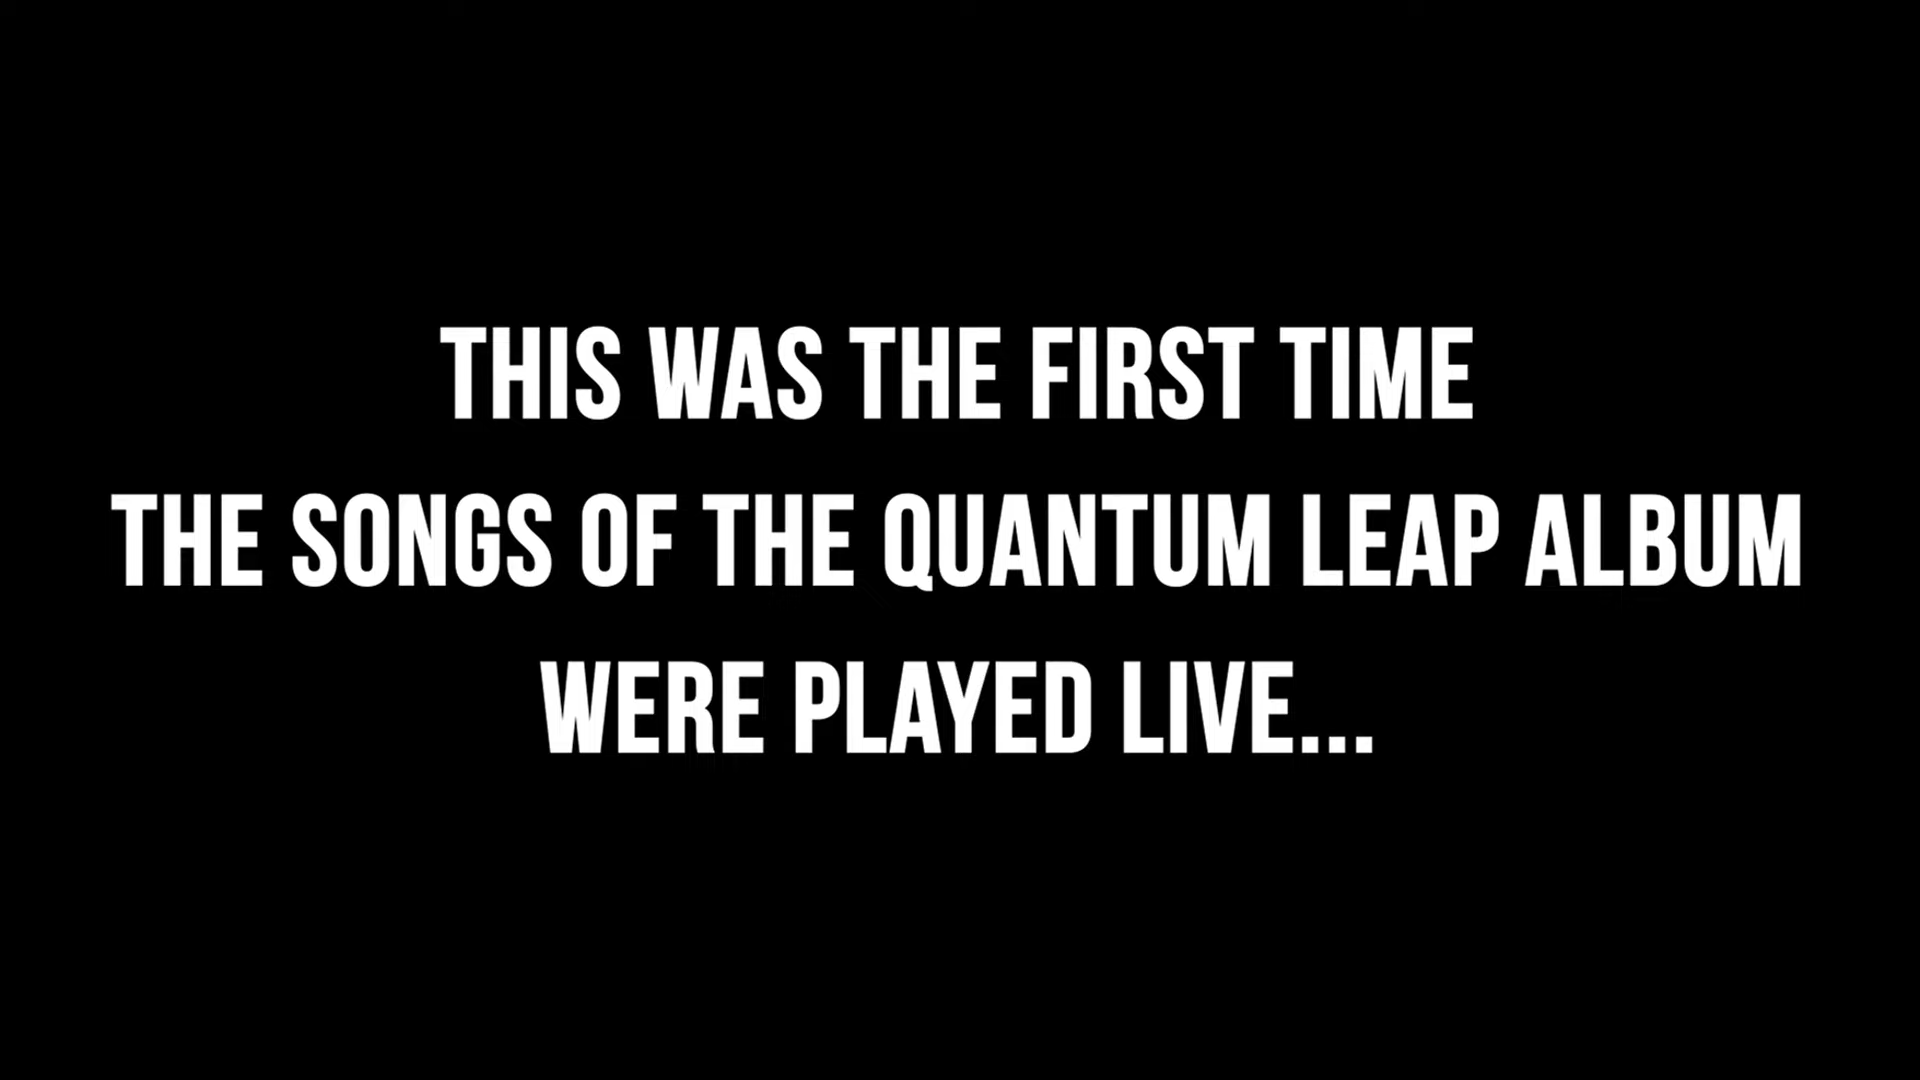 THIS WAS THE FIRST TIME
THE SONGS OF THE QUANTUM LEAP ALBUM
WERE PLAYED LIVE...